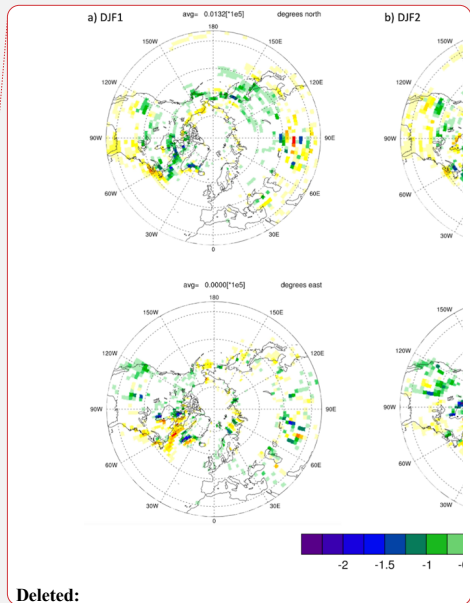 a) DJF1
b) DJF2
avg= 0.0132[*1e5] degrees north
180
150W
150E
120W
120E
90W
90E
60W
60E
30W
30E
0
120W
90W
60W
30W
avg= 0.0000[*1e5] degrees east
180
150W
150E
120W
120E
90W
90E
60W
60E
30W
30E
0
120W
90W
60W
30W
-2 -1.5 -1
Deleted: